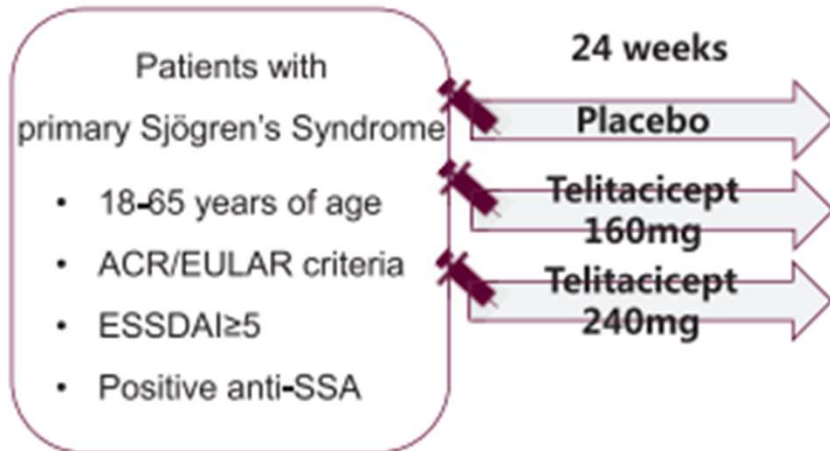 Patients with
primary Sjögren's Syndrome
• 18-65 years of age
• ACR/EULAR criteria
• ESSDAI≥5
• Positive anti-SSA
24 weeks
Placebo
Telitacicept
160mg
Telitacicept
240mg